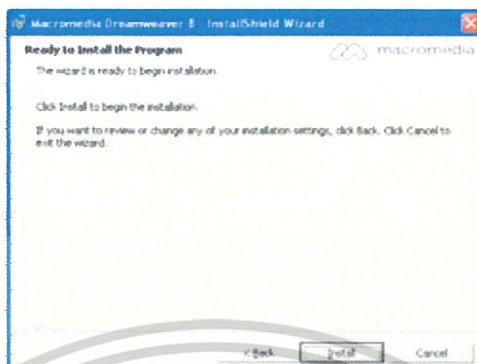 Macromedia Dreamweaver 8 - InstallShield Wizard
Ready to Install the Program
macromedia
The wizard is ready to begin installation.
Click Install to begin the installation.
If you want to review or change any of your installation settings, click Back. Click Cancel to
exit the wizard.
< Back
Install
Cancel